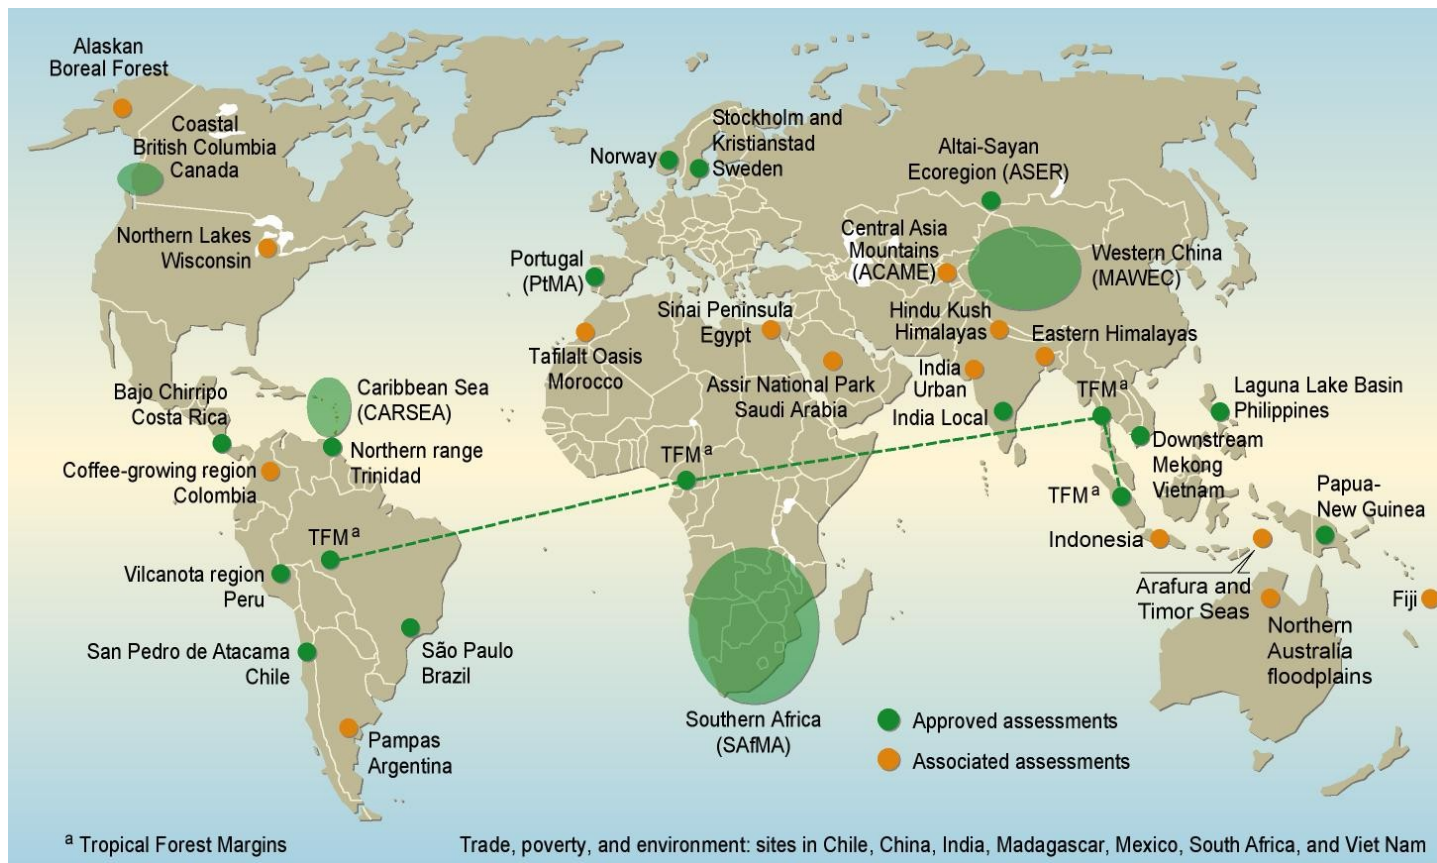 Alaskan
Boreal Forest
Coastal
British Columbia
Canada
Northern Lakes
Wisconsin
Bajo Chirripo
Costa Rica
Caribbean Sea
(CARSEA)
Northern range
Trinidad
Coffee-growing region
Colombia
TFM a
Vilcanota region
Peru
San Pedro de Atacama
Chile
São Paulo
Brazil
Pampas
Argentina
Norway
Stockholm and
Kristianstad
Sweden
Portugal
(PtMA)
Tafilalt Oasis
Morocco
Sinai Peninsula
Egypt
Assir National Park
Saudi Arabia
TFM a
Southern Africa
(SAfMA)
Altai-Sayan
Ecoregion (ASER)
Central Asia
Mountains
(ACAME)
Western China
(MAWEC)
Hindu Kush
Himalayas
Eastern Himalayas
India
Urban
India Local
TFM a
Laguna Lake Basin
Philippines
Downstream
Mekong
Vietnam
TFM a
Papua-
New Guinea
Indonesia
Arafura and
Timor Seas
Fiji
Northern
Australia
floodplains
Approved assessments
Associated assessments
a Tropical Forest Margins
Trade, poverty, and environment: sites in Chile, China, India, Madagascar, Mexico, South Africa, and Viet Nam